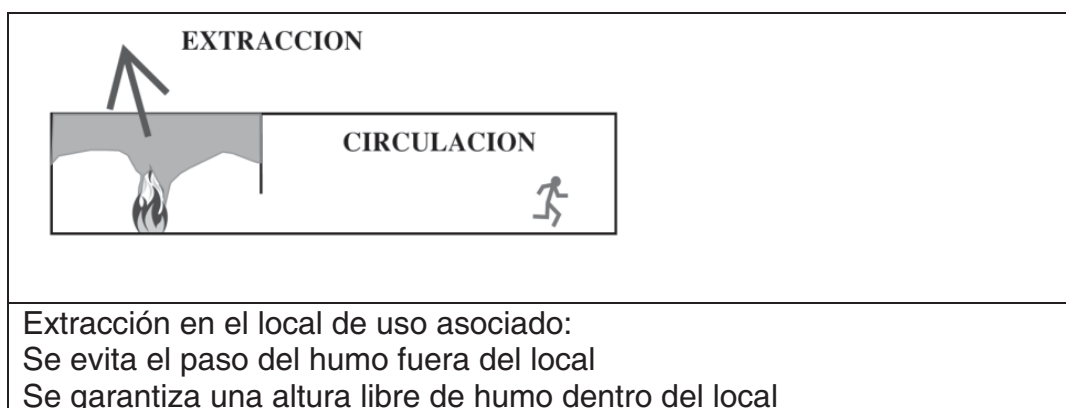 EXTRACCION
CIRCULACION
Extracción en el local de uso asociado:
Se evita el paso del humo fuera del local
Se garantiza una altura libre de humo dentro del local